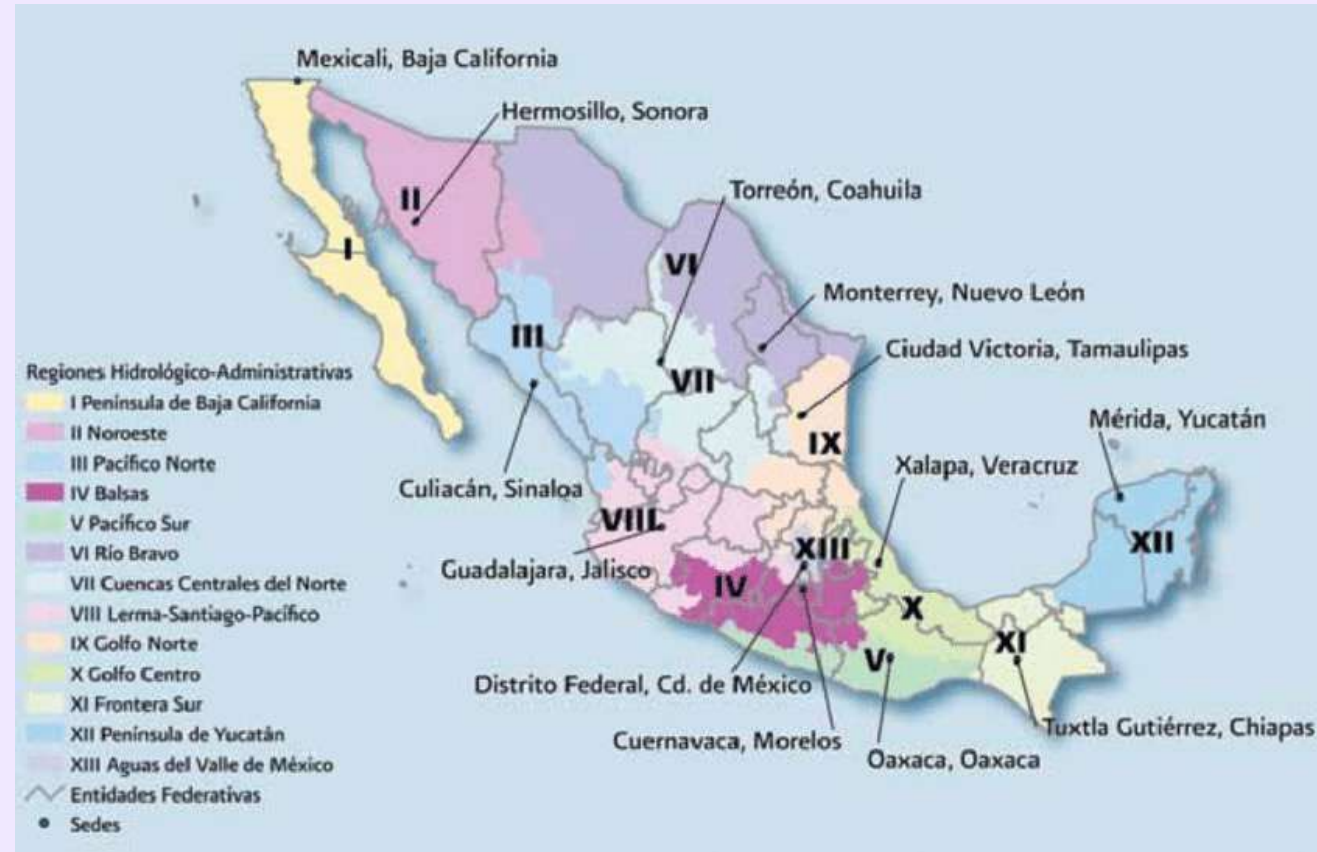 Mexicali, Baja California
Hermosillo, Sonora
II
Torreón, Coahuila
I
VI
Monterrey, Nuevo León
III
Ciudad Victoria, Tamaulipas
Regiones Hidrológico-Administrativas
VII
I Península de Baja California
II Noroeste
III Pacífico Norte
IV Balsas
V Pacífico Sur
VI Río Bravo
VII Cuencas Centrales del Norte
VIII Lerma-Santiago-Pacífico
IX Golfo Norte
X Golfo Centro
XI Frontera Sur
XII Península de Yucatán
XIII Aguas del Valle de México
Entidades Federativas
Sedes
Mérida, Yucatán
IX
Xalapa, Veracruz
Culiacán, Sinaloa
VIII
XIII
XII
Guadalajara, Jalisco
IV
X
XI
V
Distrito Federal, Cd. de México
Tuxtla Gutiérrez, Chiapas
Cuernavaca, Morelos
Oaxaca, Oaxaca